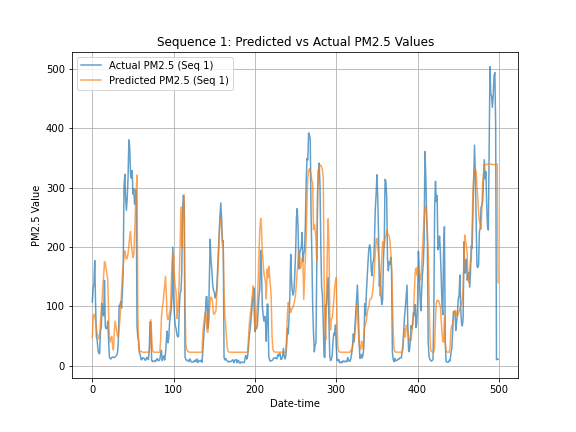 Sequence 1: Predicted vs Actual PM2.5 Values
Actual PM2.5 (Seq 1)
Predicted PM2.5 (Seq 1)
500
400
300
200
100
0
PM2.5 Value
0 100 200 300 400 500
Date-time